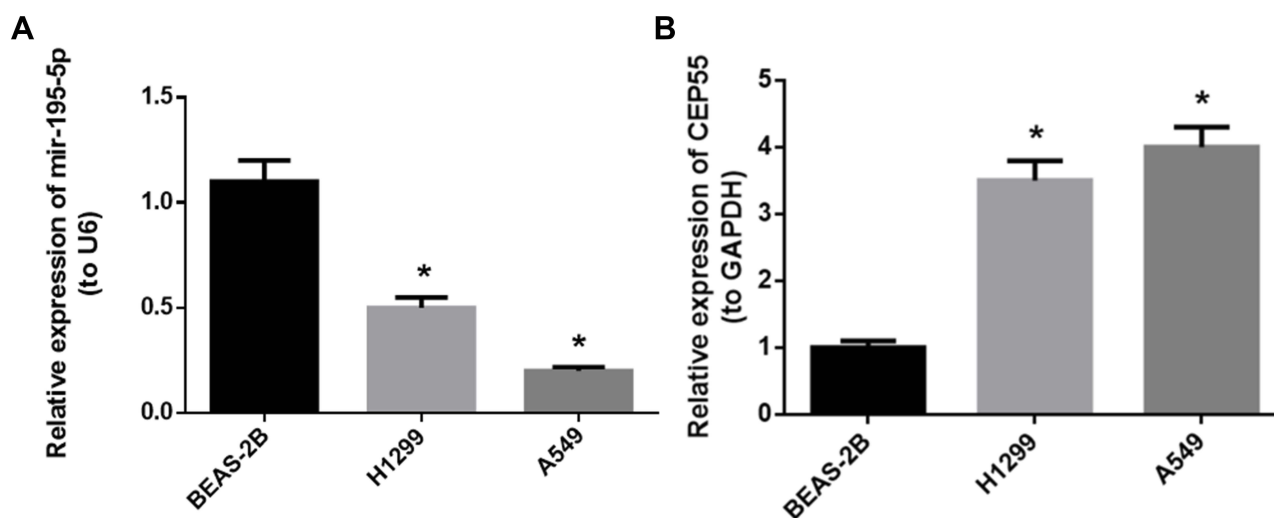 A
Relative expression of mir-195-5p
(to U6)
1.5
1.0
0.5
0.0
*
*
BEAS-2B
H1299
A549
B
Relative expression of CEP55
(to GAPDH)
5
4
3
2
1
0
*
*
BEAS-2B
H1299
A549